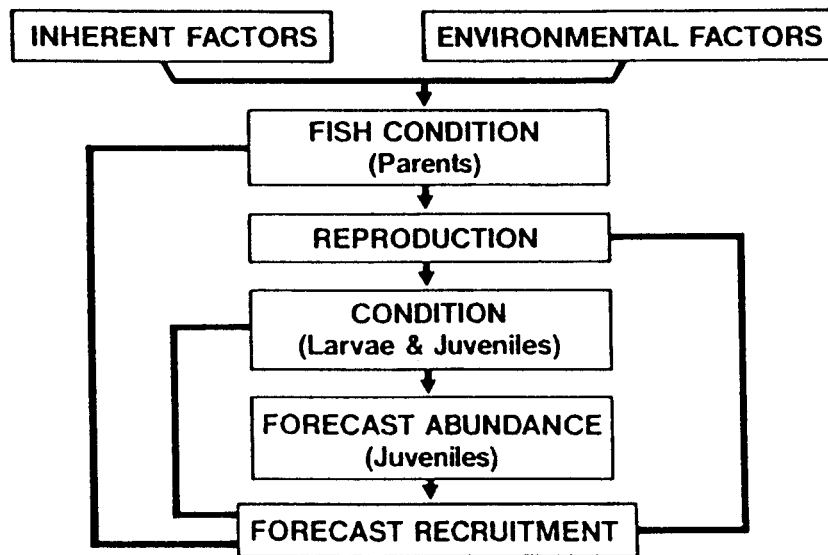 INHERENT FACTORS
ENVIRONMENTAL FACTORS
FISH CONDITION
(Parents)
REPRODUCTION
CONDITION
(Larvae & Juveniles)
FORECAST ABUNDANCE
(Juveniles)
FORECAST RECRUITMENT